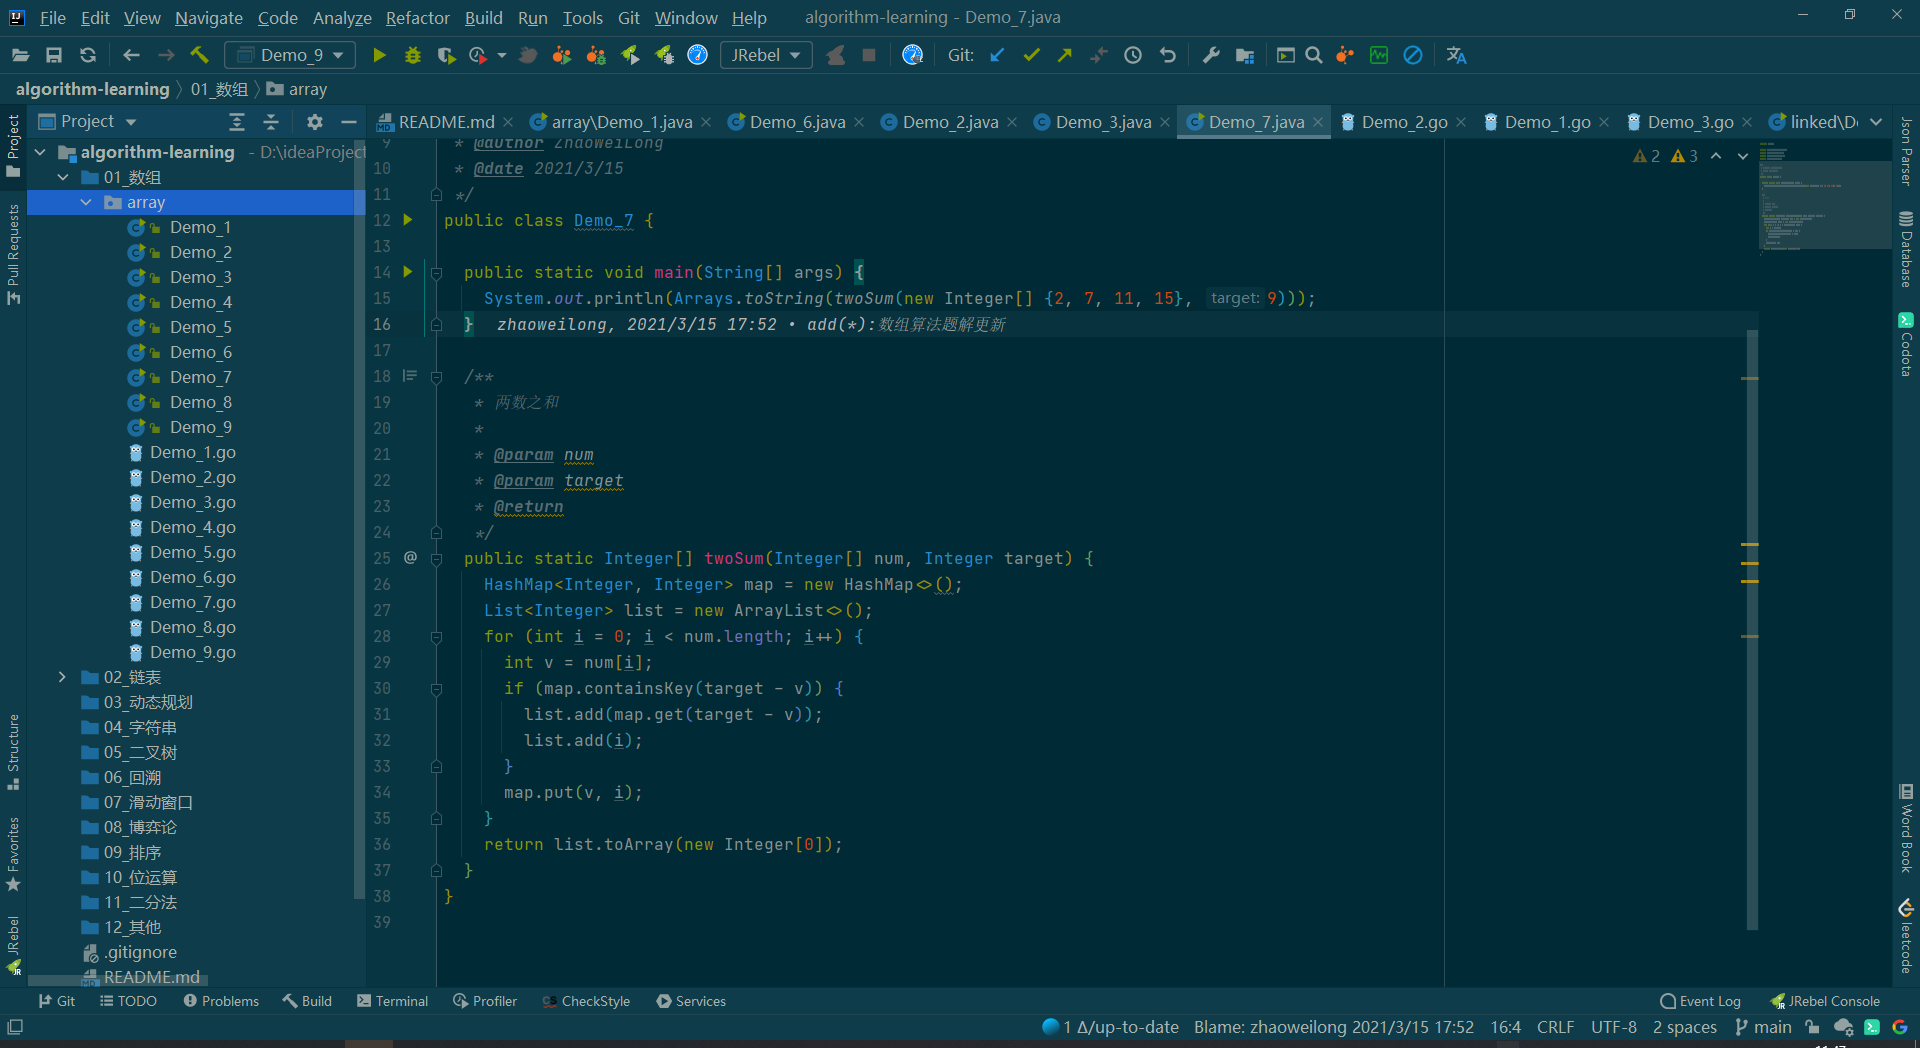 File Edit View Navigate Code Analyze Refactor Build Run Tools Git Window Help algorithm-learning - Demo_7.java
Demo_9 JRebel Git:
algorithm-learning 01_数组 array
Project README.md array\Demo_1.java Demo_6.java Demo_2.java Demo_3.java Demo_7.java Demo_2.go Demo_1.go Demo_3.go linked\D
Project
Pull Requests
Structure
Favorites
JRebel
algorithm-learning - D:\ideaProject
01_数组
array
Demo_1
Demo_2
Demo_3
Demo_4
Demo_5
Demo_6
Demo_7
Demo_8
Demo_9
Demo_1.go
Demo_2.go
Demo_3.go
Demo_4.go
Demo_5.go
Demo_6.go
Demo_7.go
Demo_8.go
Demo_9.go
02_链表
03_动态规划
04_字符串
05_二叉树
06_回溯
07_滑动窗口
08_博弈论
09_排序
10_位运算
11_二分法
12_其他
.gitignore
README.md
2 3
9 * @author ZhaoWeiLong
10 * @date 2021/3/15
11 */
12 public class Demo_7 {
13
14 public static void main(String[] args) {
15 System.out.println(Arrays.toString(twoSum(new Integer[] {2, 7, 11, 15}, target: 9)));
16 } zhaoweilong, 2021/3/15 17:52 • add(*):数组算法题解更新
17
18 /**
19 * 两数之和
20 *
21 * @param num
22 * @param target
23 * @return
24 */
25 @ public static Integer[] twoSum(Integer[] num, Integer target) {
26 HashMap<Integer, Integer> map = new HashMap<>();
27 List<Integer> list = new ArrayList<>();
28 for (int i = 0; i < num.length; i++) {
29 int v = num[i];
30 if (map.containsKey(target - v)) {
31 list.add(map.get(target - v));
32 list.add(i);
33 }
34 map.put(v, i);
35 }
36 return list.toArray(new Integer[0]);
37 }
38 }
39
Json Parser
Database
Codota
Word Book
leetcode
Git TODO Problems Build Terminal Profiler CheckStyle Services Event Log JRebel Console
1 Δ/up-to-date Blame: zhaoweilong 2021/3/15 17:52 16:4 CRLF UTF-8 2 spaces main